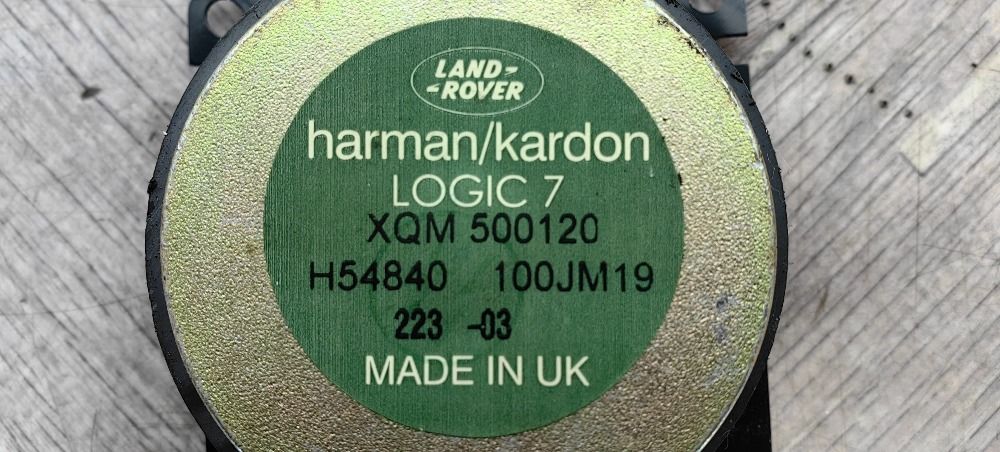 LAND-
-ROVER
harman/kardon
LOGIC 7
XQM 500120
H54840 100JM19
223 -03
MADE IN UK